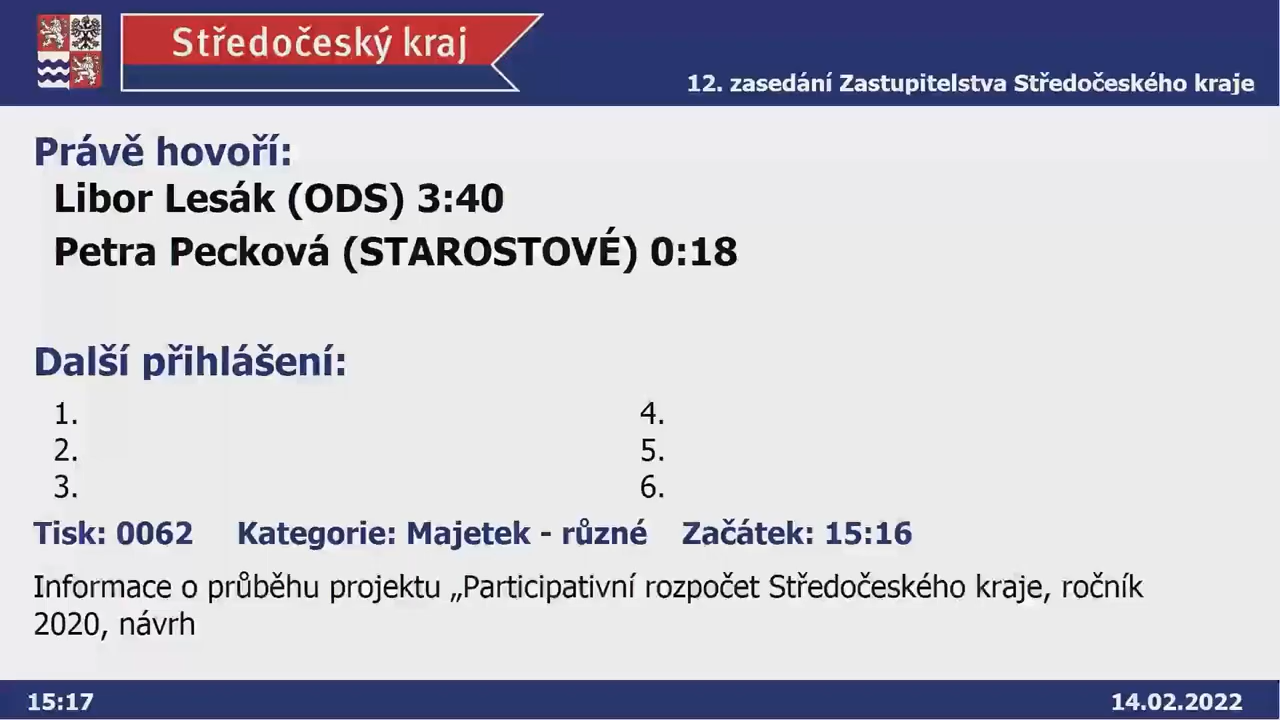 Středočeský kraj
12. zasedání Zastupitelstva Středočeského kraje
Právě hovoří:
Libor Lesák (ODS) 3:40
Petra Pecková (STAROSTOVÉ) 0:18
Další přihlášení:
1.
2.
3.
4.
5.
6.
Tisk: 0062 Kategorie: Majetek - různé Začátek: 15:16
Informace o průběhu projektu „Participativní rozpočet Středočeského kraje, ročník
2020, návrh
15:17
14.02.2022